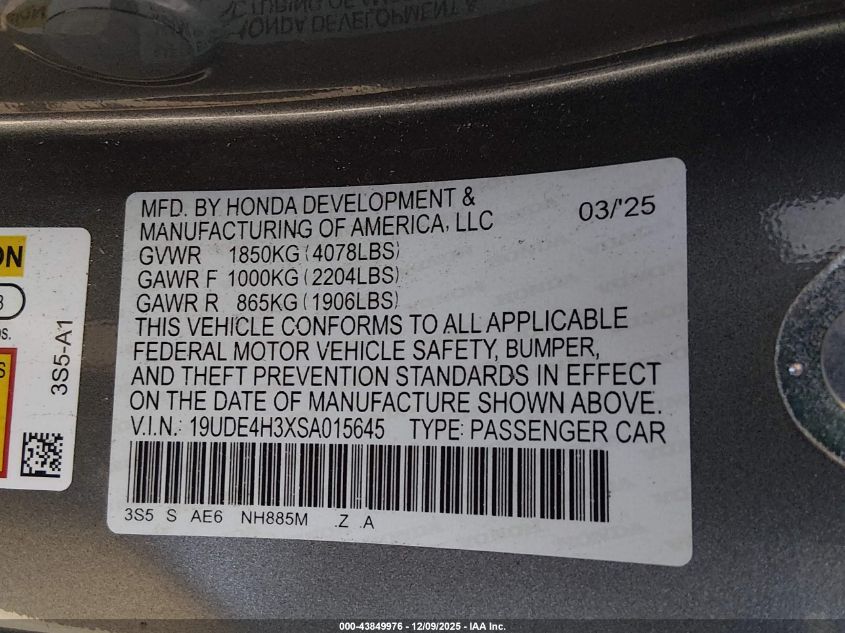 MFD. BY HONDA DEVELOPMENT &
MANUFACTURING OF AMERICA, LLC
03/'25
GVWR 1850KG (4078LBS)
GAWR F 1000KG (2204LBS)
GAWR R 865KG (1906LBS)
THIS VEHICLE CONFORMS TO ALL APPLICABLE
FEDERAL MOTOR VEHICLE SAFETY, BUMPER,
AND THEFT PREVENTION STANDARDS IN EFFECT
ON THE DATE OF MANUFACTURE SHOWN ABOVE.
V.I.N.: 19UDE4H3XSA015645 TYPE: PASSENGER CAR
3S5 S AE6 NH885M .Z .A
3S5-A1
000-43849976 - 12/09/2025 - IAA Inc.